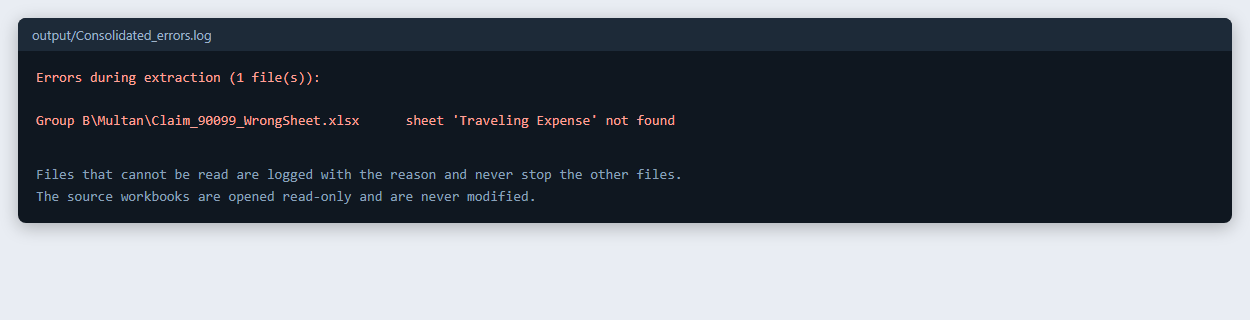 output/Consolidated_errors.log
Errors during extraction (1 file(s)):
Group B\Multan\Claim_90099_WrongSheet.xlsx      sheet 'Traveling Expense' not found
Files that cannot be read are logged with the reason and never stop the other files.
The source workbooks are opened read-only and are never modified.